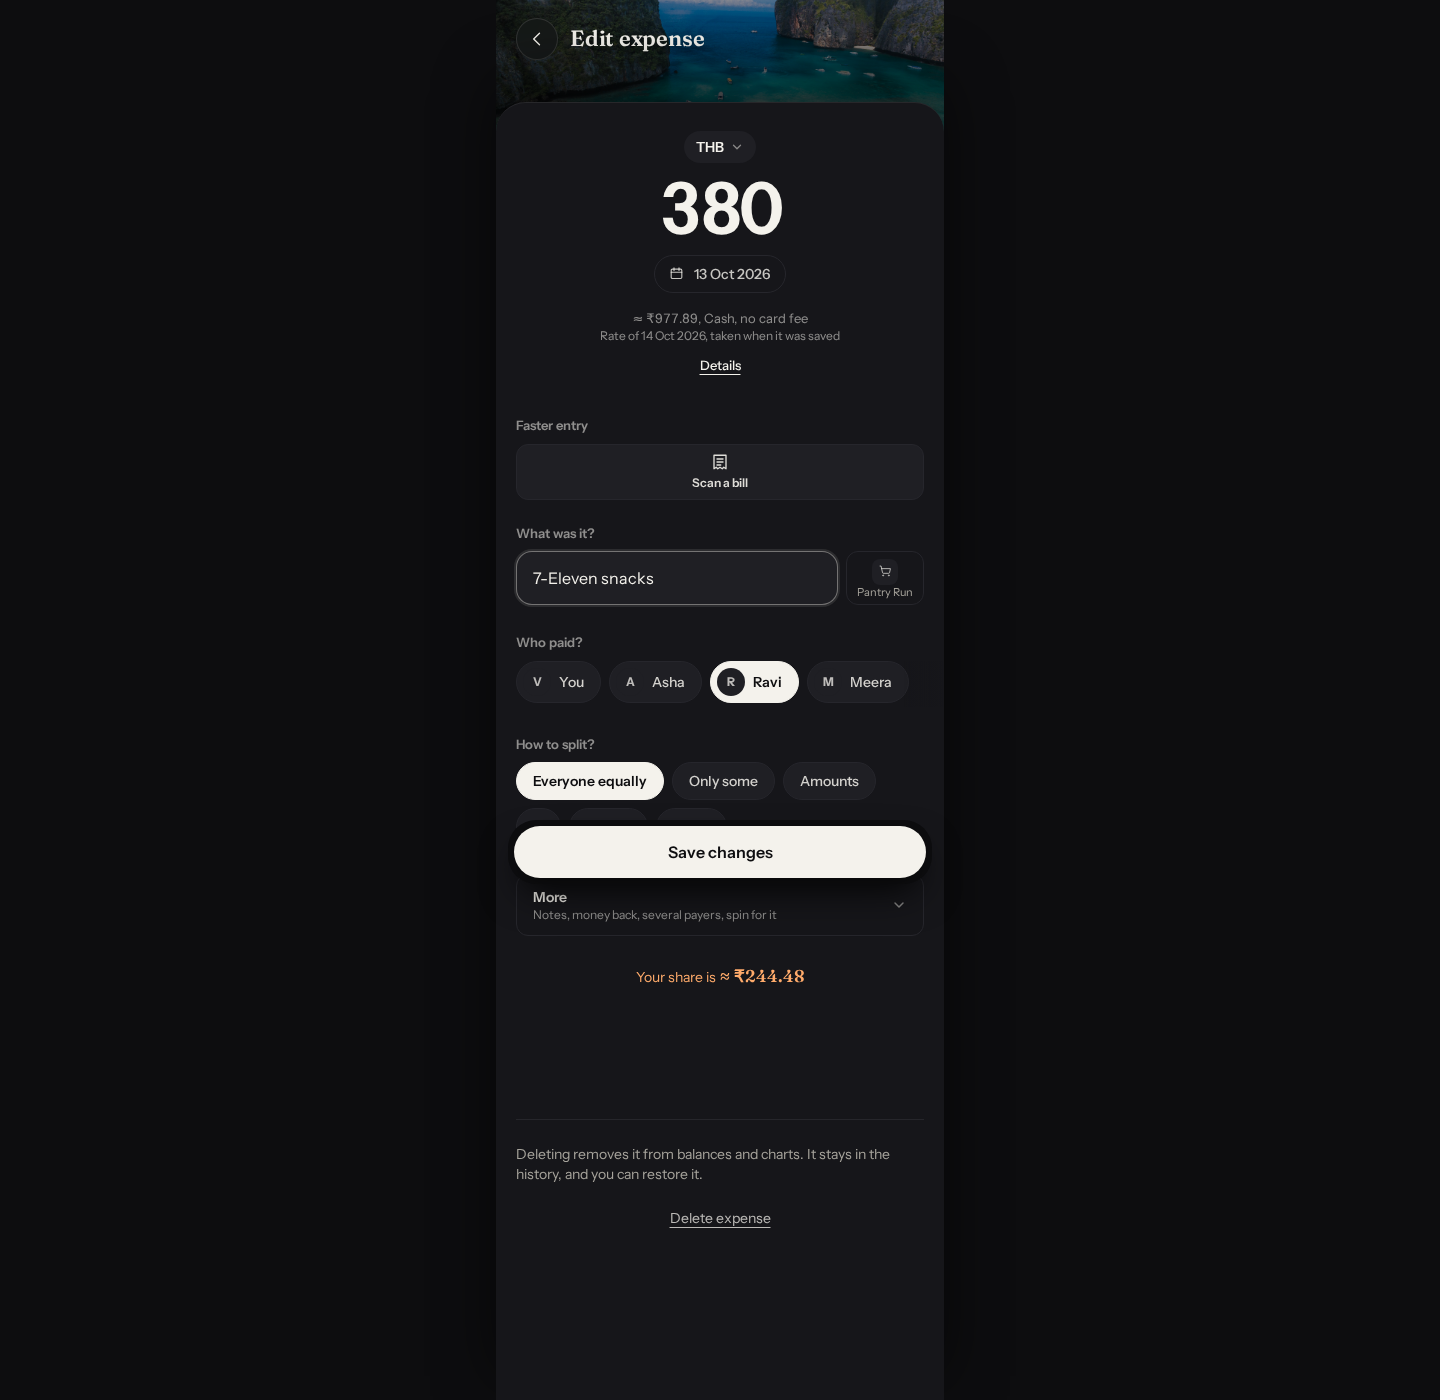 Edit expense
THB
380
13 Oct 2026
≈ ₹977.89, Cash, no card fee
Rate of 14 Oct 2026, taken when it was saved
Details
Faster entry
Scan a bill
What was it?
7-Eleven snacks
Pantry Run
Who paid?
V You A Asha R Ravi M Meera
How to split?
Everyone equally Only some Amounts
Save changes
More
Notes, money back, several payers, spin for it
Your share is ≈ ₹244.48
Deleting removes it from balances and charts. It stays in the
history, and you can restore it.
Delete expense